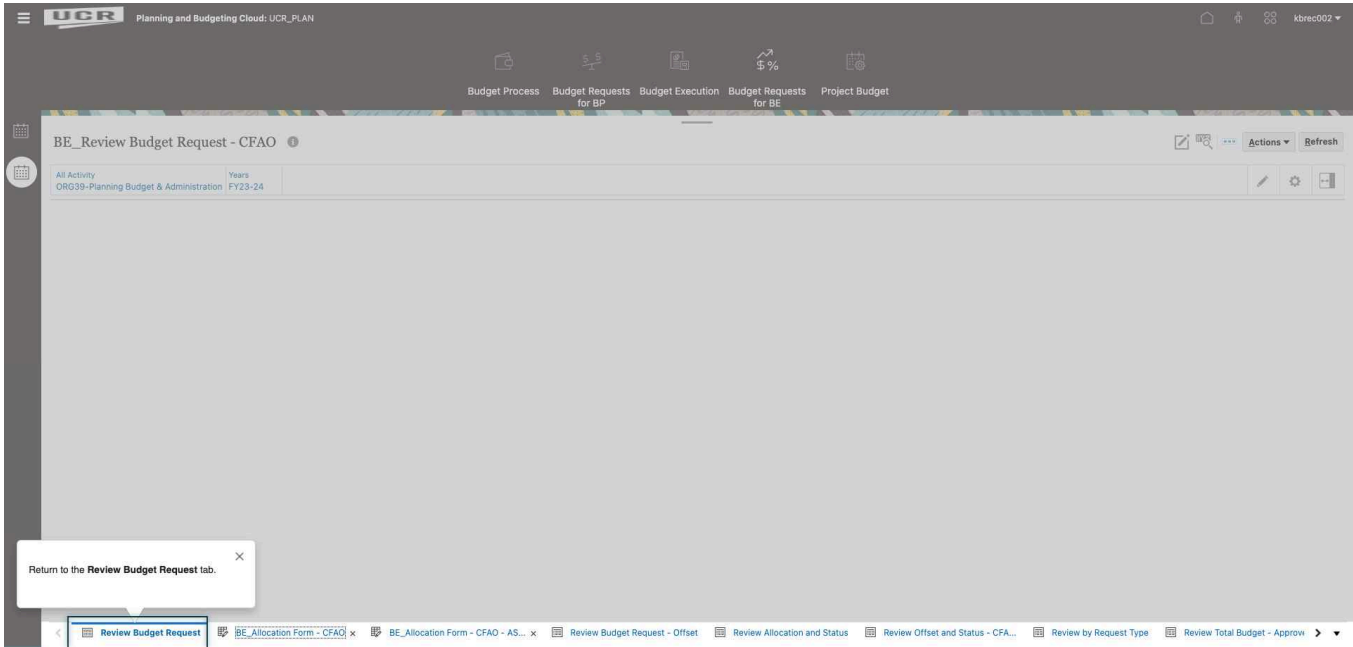 UCR Planning and Budgeting Cloud: UCR_PLAN kbrec002
Budget Process Budget Requests for BP Budget Execution Budget Requests for BE Project Budget
BE_Review Budget Request - CFAO
Actions Refresh
All Activity Years
ORG39-Planning Budget & Administration FY23-24
Return to the Review Budget Request tab.
Review Budget Request BE_Allocation Form - CFAO x BE_Allocation Form - CFAO - AS... x Review Budget Request - Offset Review Allocation and Status Review Offset and Status - CFA... Review by Request Type Review Total Budget - Approv